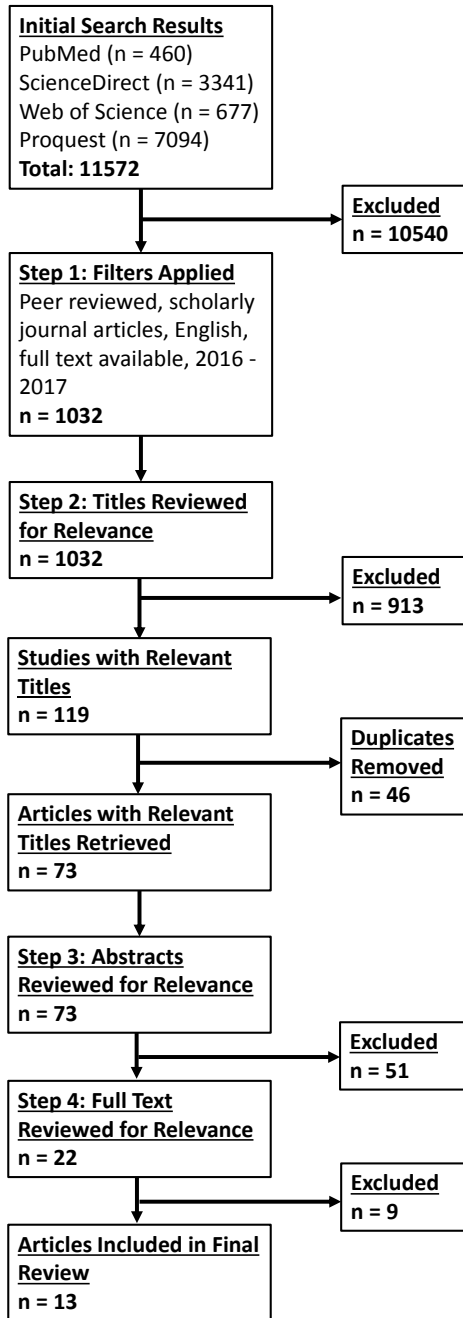 Initial Search Results
PubMed (n = 460)
ScienceDirect (n = 3341)
Web of Science (n = 677)
Proquest (n = 7094)
Total: 11572
Excluded
n = 10540
Step 1: Filters Applied
Peer reviewed, scholarly
journal articles, English,
full text available, 2016 -
2017
n = 1032
Step 2: Titles Reviewed
for Relevance
n = 1032
Excluded
n = 913
Studies with Relevant
Titles
n = 119
Duplicates
Removed
n = 46
Articles with Relevant
Titles Retrieved
n = 73
Step 3: Abstracts
Reviewed for Relevance
n = 73
Excluded
n = 51
Step 4: Full Text
Reviewed for Relevance
n = 22
Excluded
n = 9
Articles Included in Final
Review
n = 13